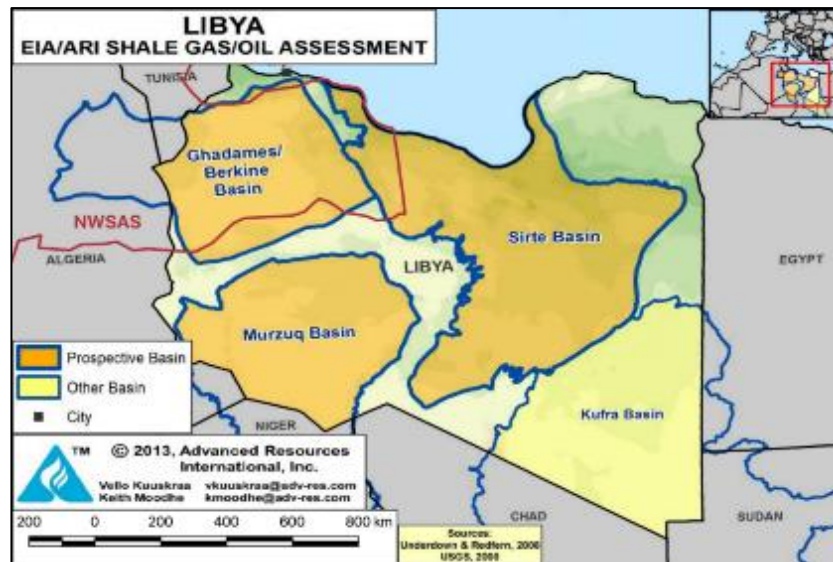 LIBYA
EIA/ARI SHALE GAS/OIL ASSESSMENT
TUNISIA
Ghadames/
Berkine
Basin
NWSAS
ALGERIA
Sirte Basin
LIBYA
EGYPT
Murzuq Basin
Kufra Basin
Prospective Basin
Other Basin
City
NIGER
CHAD
SUDAN
TM
© 2013, Advanced Resources
International, Inc.
Vello Kuuskraa vkuuskraa@adv-res.com
Keith Moodhe kmoodhe@adv-res.com
200 0 200 400 600 800 km
Sources:
Underdown & Redfern, 2008
USGS, 2008